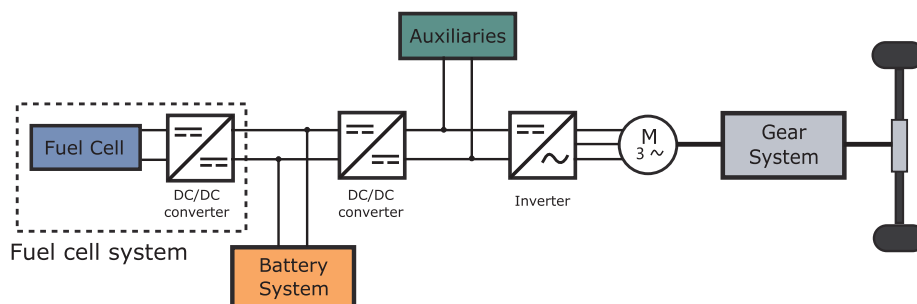 Auxiliaries
Fuel Cell
DC/DC
converter
Fuel cell system
Battery
System
DC/DC
converter
Inverter
M
3 ~
Gear
System